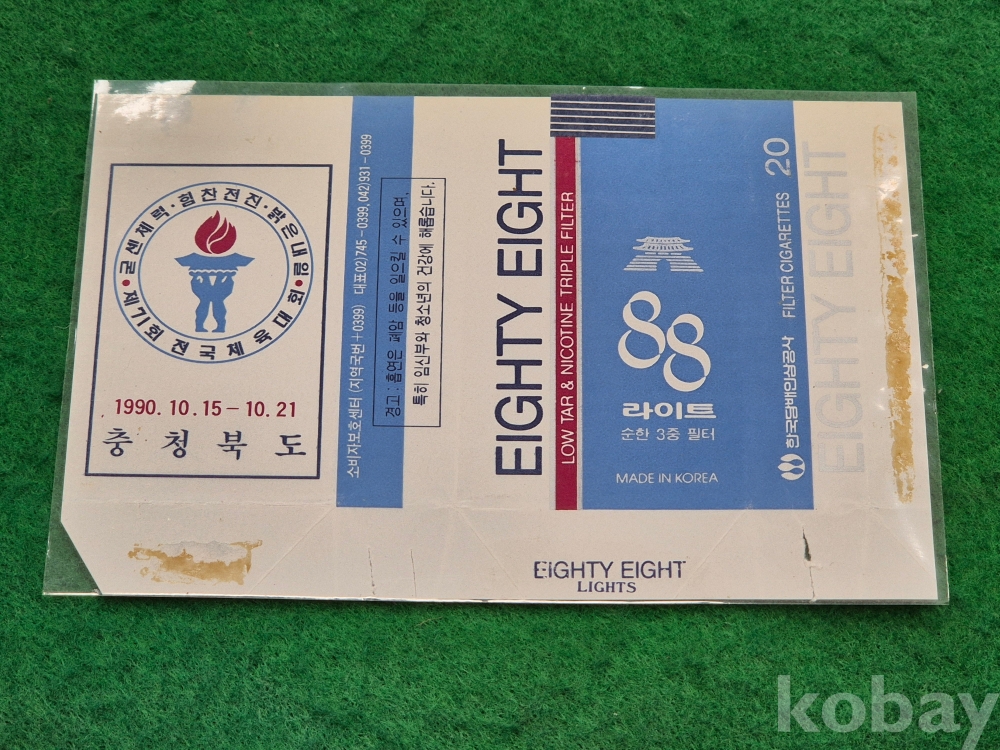 굳센체력·힘찬전진·밝은내일
제71회 전국체육대회
1990. 10. 15 – 10. 21
충청북도
소비자보호센터 (지역국번+0399) 대표02)745-0399, 042)931-0399
경고 : 흡연은 폐암 등을 일으킬 수 있으며,
특히 임신부와 청소년의 건강에 해롭습니다.
EIGHTY EIGHT
LOW TAR & NICOTINE TRIPLE FILTER
88
라이트
순한 3중 필터
MADE IN KOREA
FILTER CIGARETTES 20
한국담배인삼공사
EIGHTY EIGHT
EIGHTY EIGHT
LIGHTS
kobay